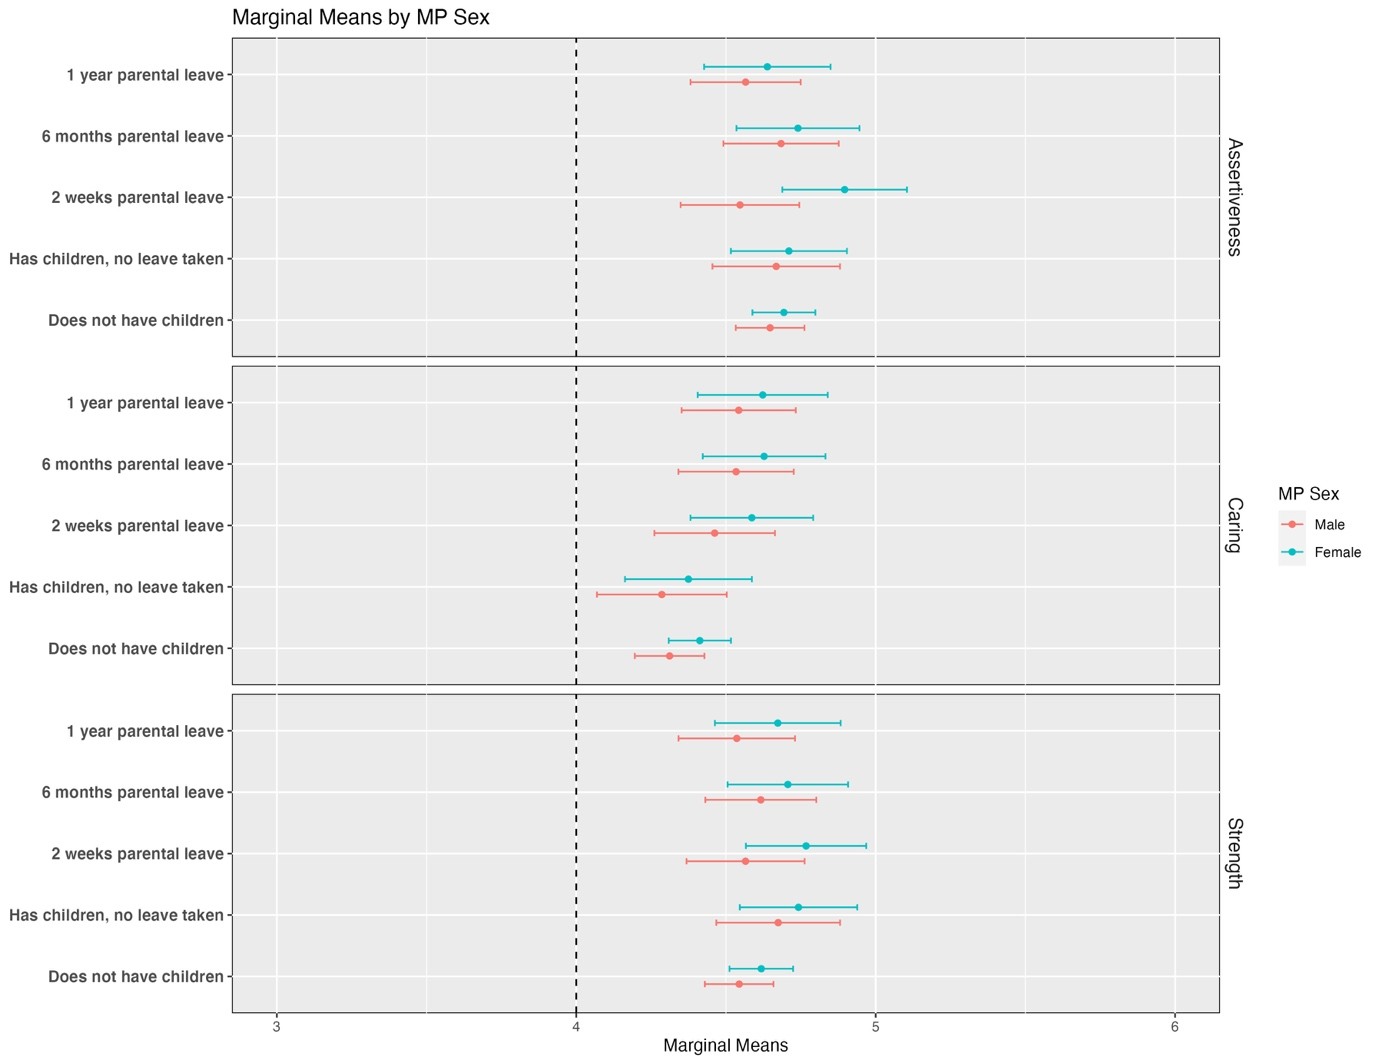 Marginal Means by MP Sex
1 year parental leave
6 months parental leave
2 weeks parental leave
Has children, no leave taken
Does not have children
Assertiveness
1 year parental leave
6 months parental leave
2 weeks parental leave
Has children, no leave taken
Does not have children
Caring
1 year parental leave
6 months parental leave
2 weeks parental leave
Has children, no leave taken
Does not have children
Strength
3 4 5 6
Marginal Means
MP Sex
Male
Female